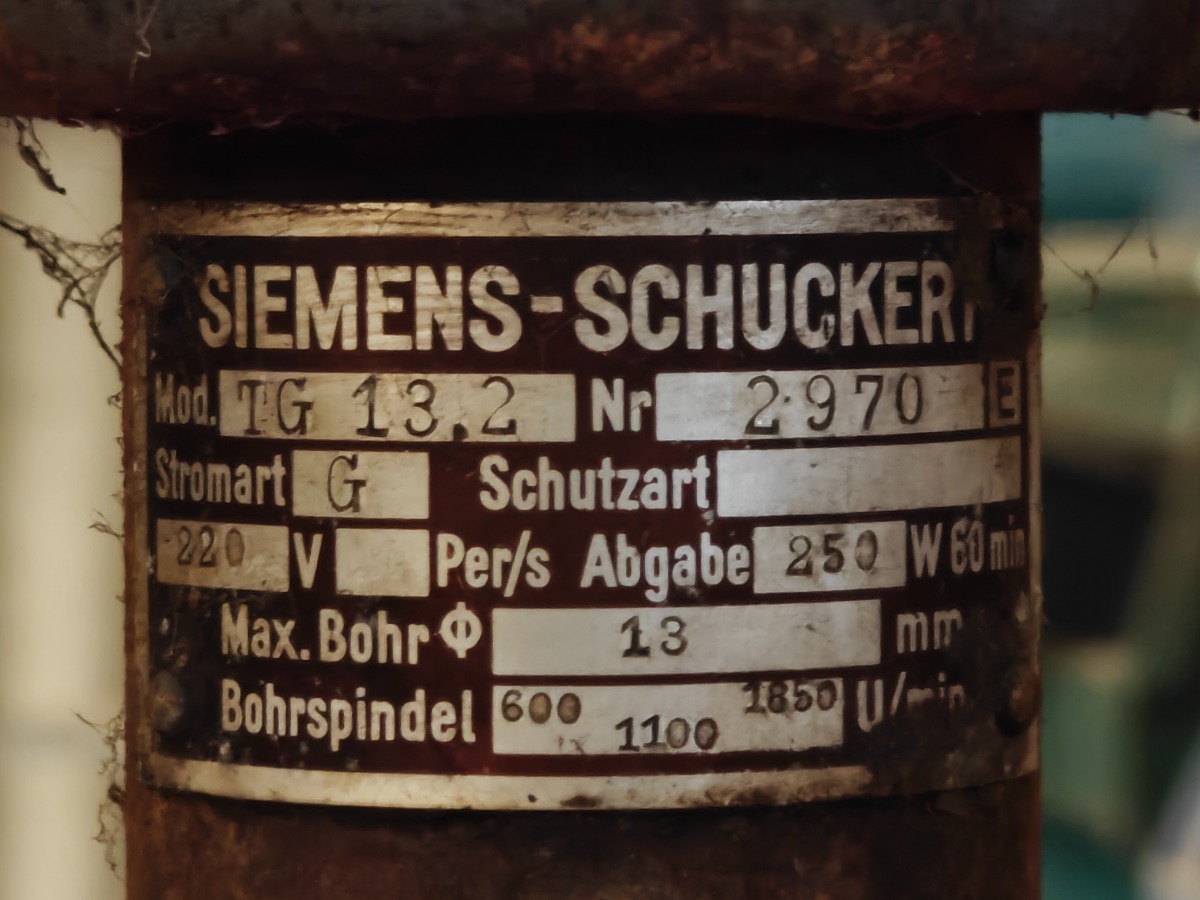 SIEMENS-SCHUCKERT
Mod. TG 13.2 Nr 2970 E
Stromart G Schutzart
220 V Per/s Abgabe 250 W 60 min
Max. Bohr Φ 13 mm
Bohrspindel 600 1100 1850 U/min